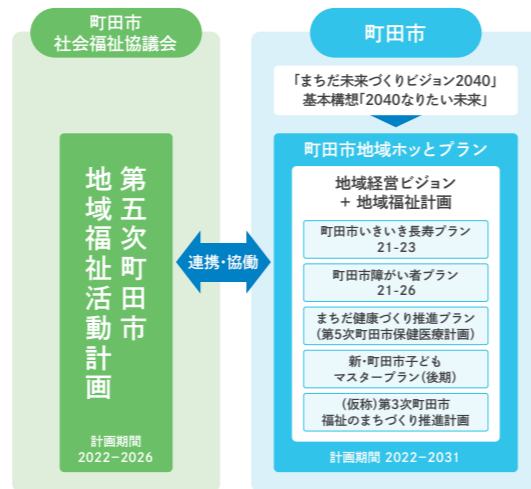 町田市
社会福祉協議会
第五次町田市
地域福祉活動計画
計画期間
2022−2026
連携・協働
町田市
「まちだ未来づくりビジョン2040」
基本構想「2040なりたい未来」
町田市地域ホッとプラン
地域経営ビジョン
+ 地域福祉計画
町田市いきいき長寿プラン
21-23
町田市障がい者プラン
21-26
まちだ健康づくり推進プラン
(第5次町田市保健医療計画)
新・町田市子ども
マスタープラン(後期)
(仮称)第3次町田市
福祉のまちづくり推進計画
計画期間 2022−2031